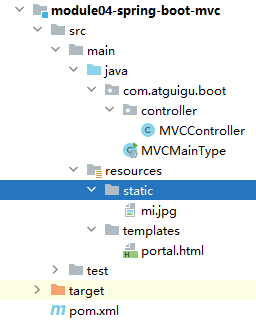 module04-spring-boot-mvc
src
main
java
com.atguigu.boot
controller
MVCController
MVCMainType
resources
static
mi.jpg
templates
portal.html
test
target
pom.xml